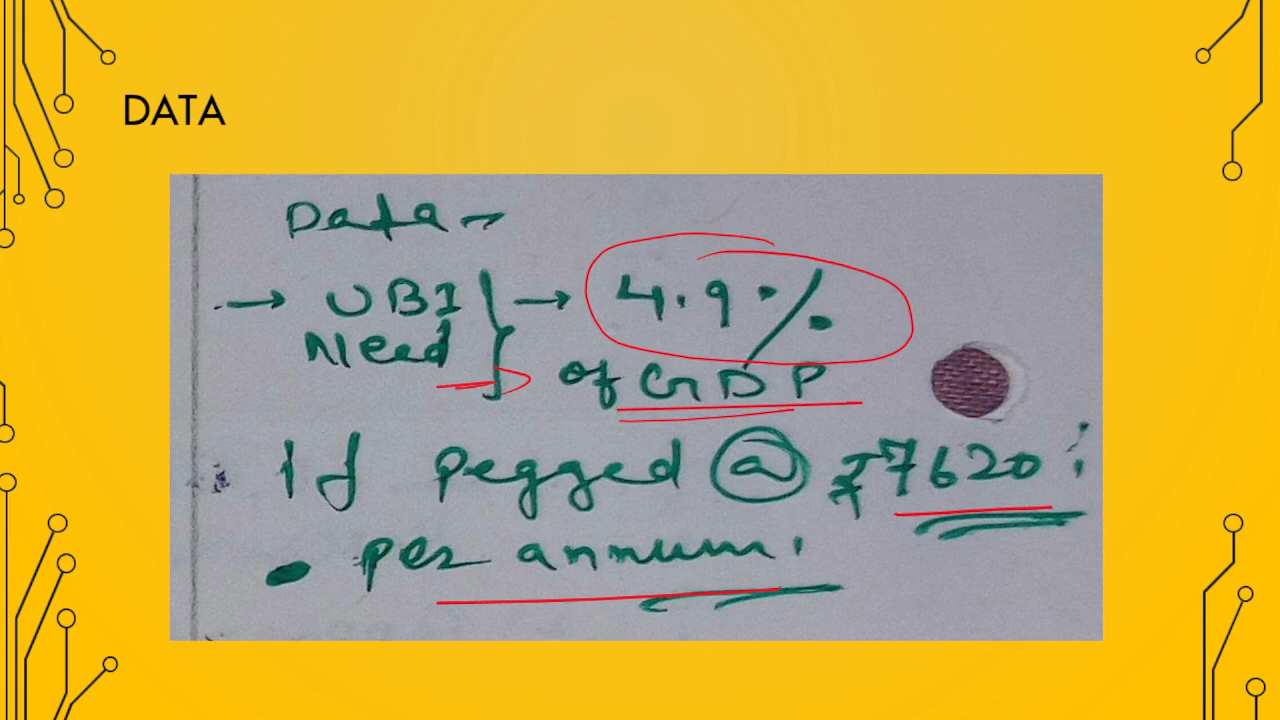 DATA
Data →
→ UBI Need } → 4.9 %
of GDP
If pegged @ ₹7620
per annum.